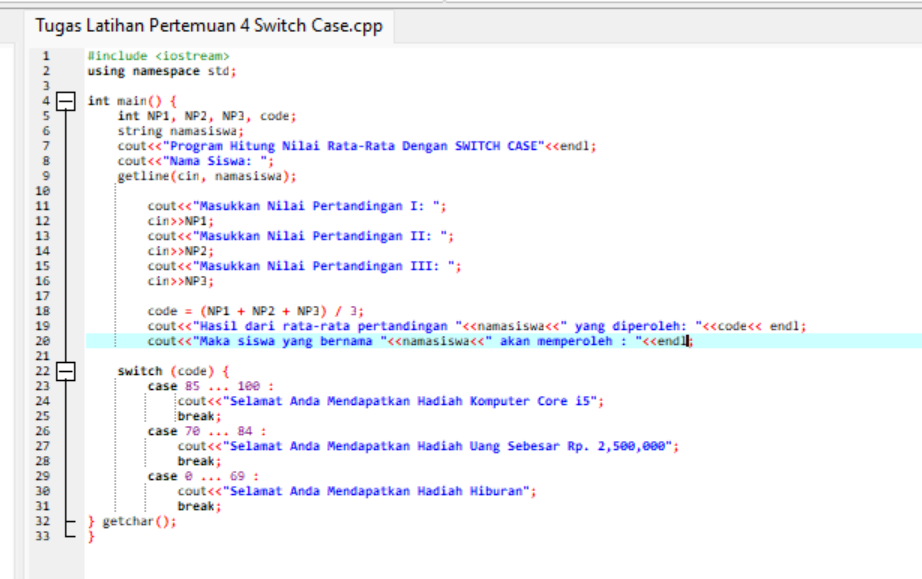 Tugas Latihan Pertemuan 4 Switch Case.cpp
1 #include <iostream>
2 using namespace std;
3
4 int main() {
5 int NP1, NP2, NP3, code;
6 string namasiswa;
7 cout<<"Program Hitung Nilai Rata-Rata Dengan SWITCH CASE"<<endl;
8 cout<<"Nama Siswa: ";
9 getline(cin, namasiswa);
10
11 cout<<"Masukkan Nilai Pertandingan I: ";
12 cin>>NP1;
13 cout<<"Masukkan Nilai Pertandingan II: ";
14 cin>>NP2;
15 cout<<"Masukkan Nilai Pertandingan III: ";
16 cin>>NP3;
17
18 code = (NP1 + NP2 + NP3) / 3;
19 cout<<"Hasil dari rata-rata pertandingan "<<namasiswa<<" yang diperoleh: "<<code<< endl;
20 cout<<"Maka siswa yang bernama "<<namasiswa<<" akan memperoleh : "<<endl;
21
22 switch (code) {
23 case 85 ... 100 :
24 cout<<"Selamat Anda Mendapatkan Hadiah Komputer Core i5";
25 break;
26 case 70 ... 84 :
27 cout<<"Selamat Anda Mendapatkan Hadiah Uang Sebesar Rp. 2,500,000";
28 break;
29 case 0 ... 69 :
30 cout<<"Selamat Anda Mendapatkan Hadiah Hiburan";
31 break;
32 } getchar();
33 }